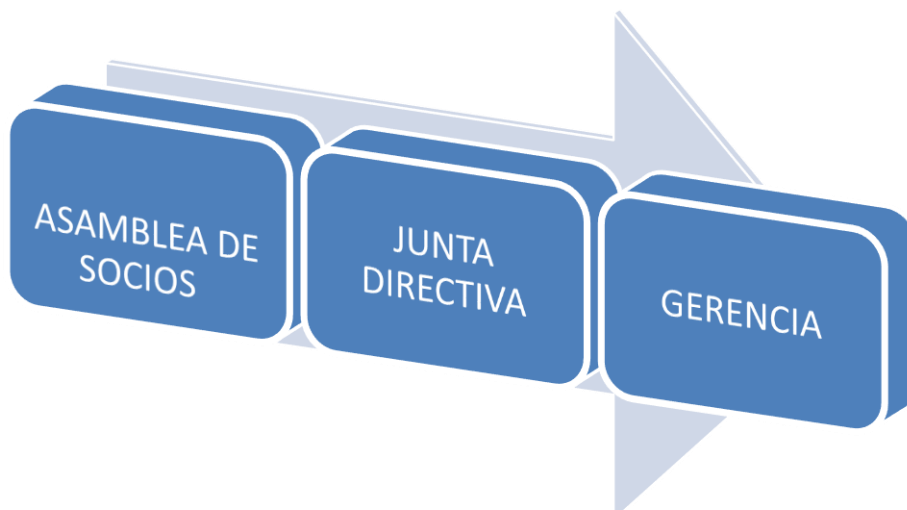 ASAMBLEA DE
SOCIOS
JUNTA
DIRECTIVA
GERENCIA